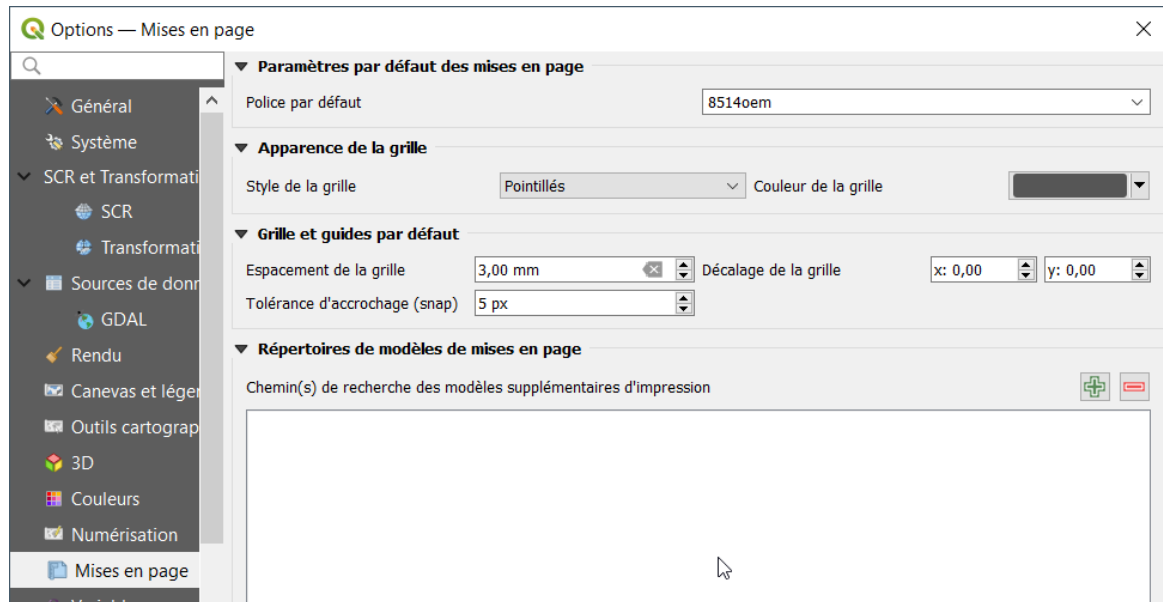 Options — Mises en page
Général
Système
SCR et Transformati
SCR
Transformati
Sources de donr
GDAL
Rendu
Canevas et léger
Outils cartograp
3D
Couleurs
Numérisation
Mises en page
Paramètres par défaut des mises en page
Police par défaut 8514oem
Apparence de la grille
Style de la grille Pointillés Couleur de la grille
Grille et guides par défaut
Espacement de la grille 3,00 mm Décalage de la grille x: 0,00 y: 0,00
Tolérance d'accrochage (snap) 5 px
Répertoires de modèles de mises en page
Chemin(s) de recherche des modèles supplémentaires d'impression